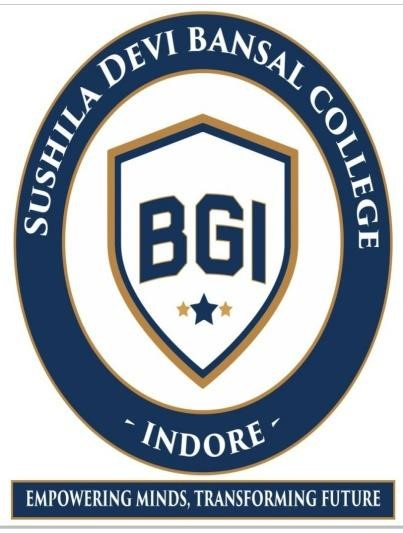 SUSHILA DEVI BANSAL COLLEGE
BGI
- INDORE -
EMPOWERING MINDS, TRANSFORMING FUTURE